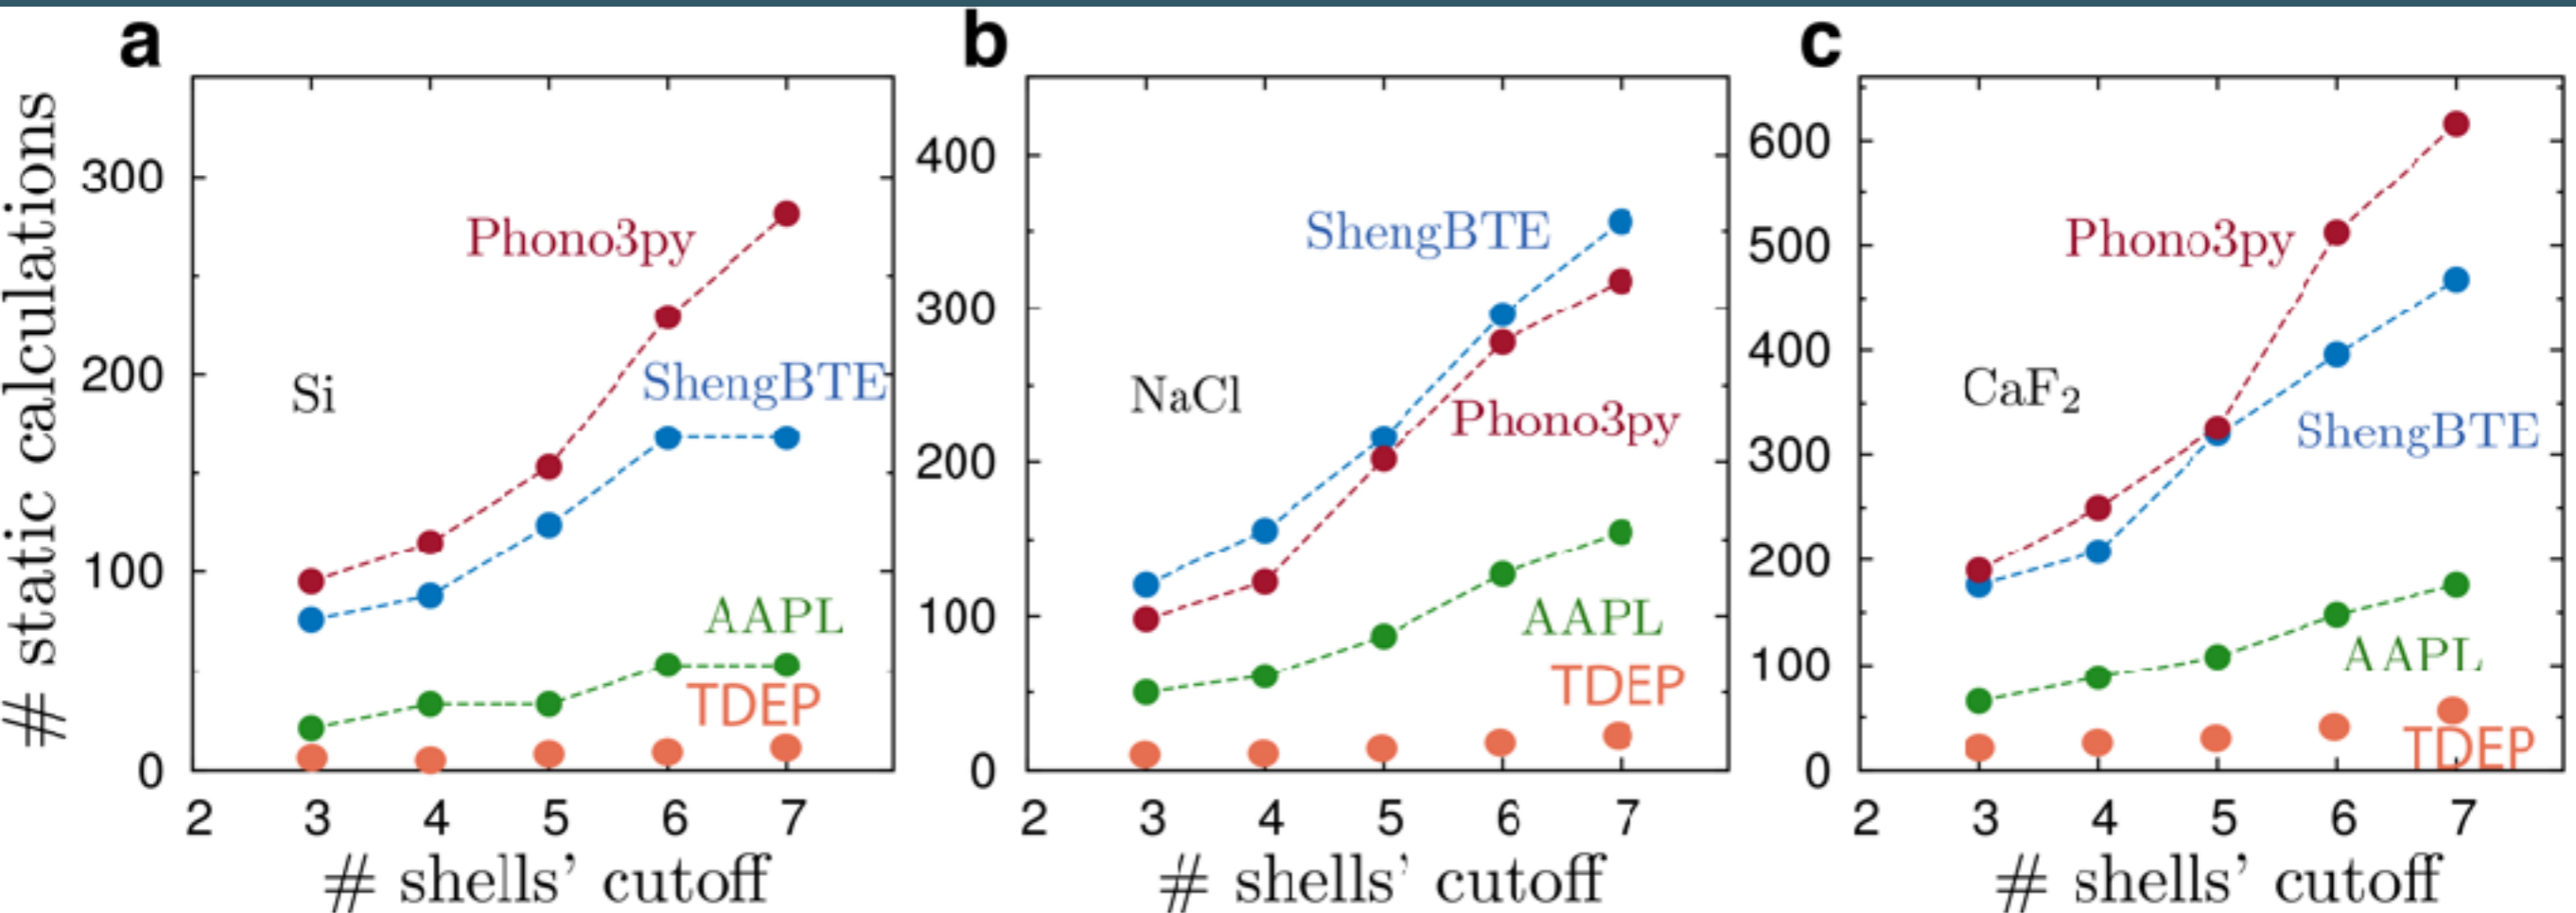 a
# static calculations
300
200
100
0
Phono3py
Si
ShengBTE
AAPL
TDEP
2 3 4 5 6 7
# shells' cutoff
b
400
300
200
100
0
ShengBTE
NaCl
Phono3py
AAPL
TDEP
2 3 4 5 6 7
# shells' cutoff
c
600
500
400
300
200
100
0
Phono3py
CaF₂
ShengBTE
AAPL
TDEP
2 3 4 5 6 7
# shells' cutoff